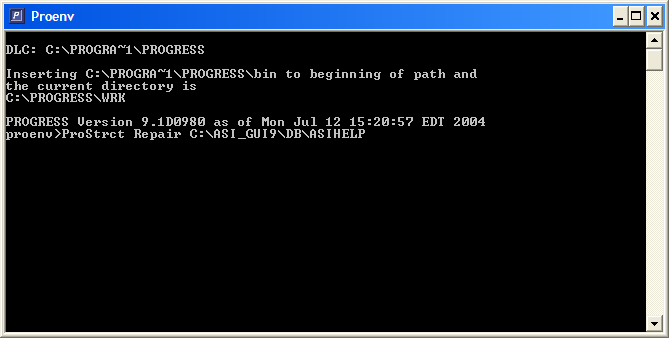 Proenv
DLC: C:\PROGRA~1\PROGRESS
Inserting C:\PROGRA~1\PROGRESS\bin to beginning of path and
the current directory is
C:\PROGRESS\WRK
PROGRESS Version 9.1D0980 as of Mon Jul 12 15:20:57 EDT 2004
proenv>ProStrct Repair C:\ASI_GUI9\DB\ASIHELP